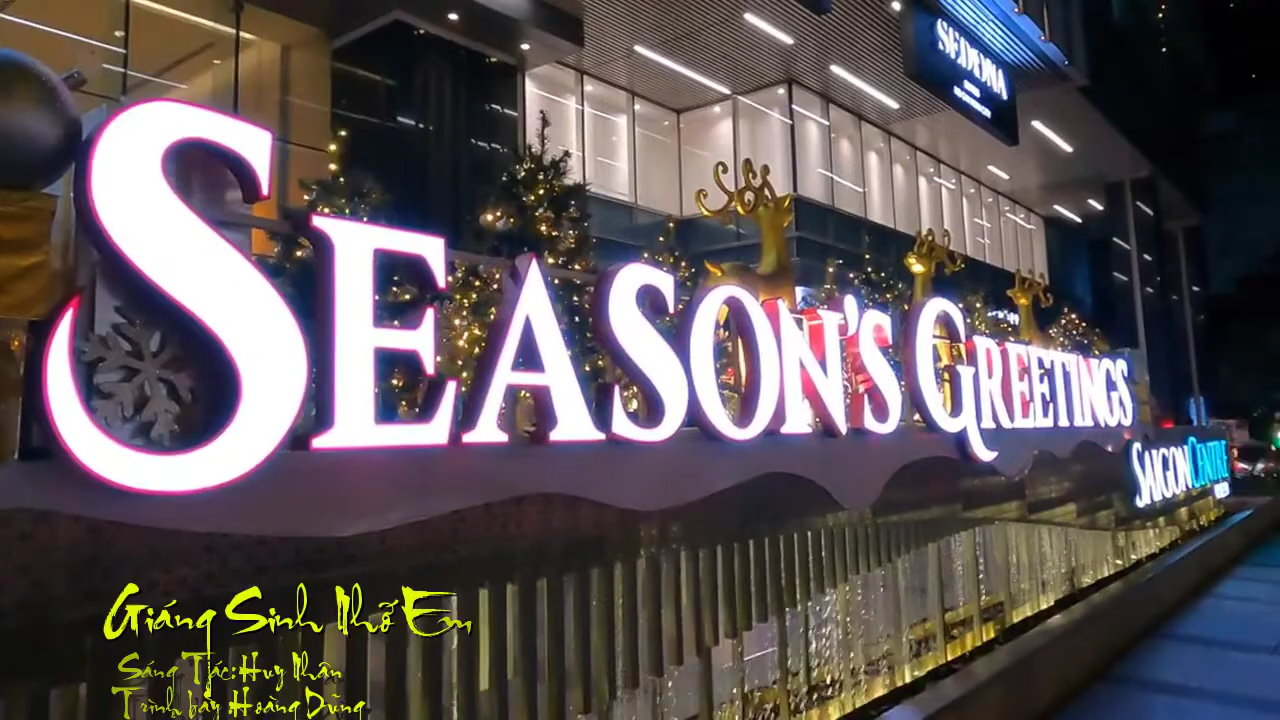 SEDONA
SEASON'S GREETINGS
SAIGON CENTRE
Giáng Sinh Nhớ Em
Sáng Tác: Huy Nhân
Trình bày Hoàng Dũng